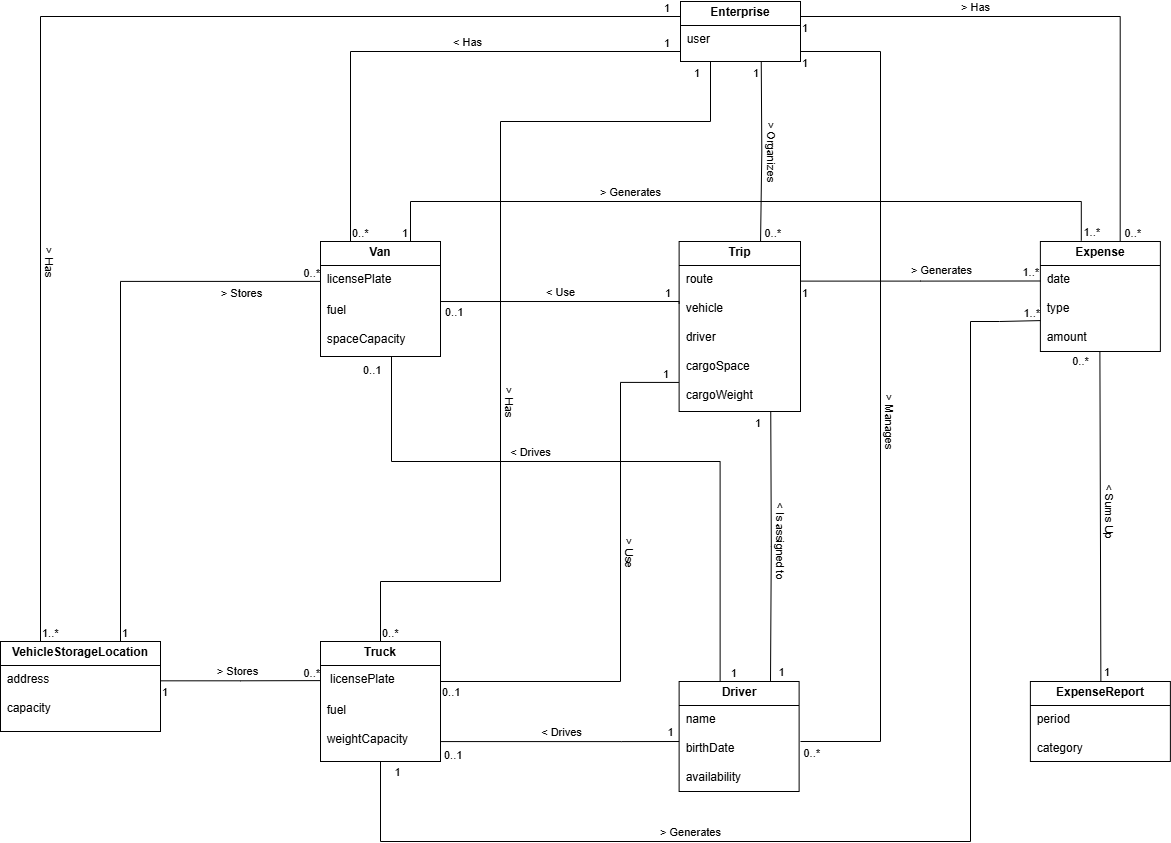 1
Enterprise
> Has
user
1
< Has
1
1
1
1
1
> Organizes
> Generates
> Has
0..*
1
0..*
1..*
0..*
Van
Trip
Expense
licensePlate
fuel
spaceCapacity
route
vehicle
driver
cargoSpace
cargoWeight
date
type
amount
0..*
> Stores
< Use
1
0..1
> Generates
1..*
1
1..*
0..1
1
0..*
> Has
> Manages
1
< Drives
< Sums Up
< Is assigned to
> Use
1..*
1
0..*
VehicleStorageLocation
address
capacity
> Stores
0..*
1
Truck
licensePlate
fuel
weightCapacity
0..1
1
1
Driver
name
birthDate
availability
1
ExpenseReport
period
category
< Drives
1
0..1
0..*
1
> Generates